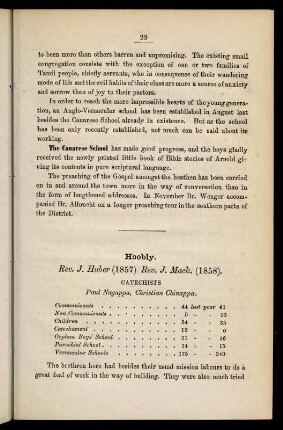 29
to been more than others barren and unpromising. The existing small
congregation consists with the exception of one or two families of
Tamil people, chiefly servants, who in consequence of their wandering
mode of life and the evil habits of their class are more a source of anxiety
and sorrow than of joy to their pastors.
In order to reach the more impressible hearts of the young genera-
tion, an Anglo-Vernacular school has been established in August last
besides the Canarese School already in existence. But as the school
has been only recently established, not much can be said about its
working.
The Canarese School has made good progress, and the boys gladly
received the newly printed little book of Bible stories of Arnold gi-
ving its contents in pure scriptural language.
The preaching of the Gospel amongst the heathen has been carried
on in and around the town more in the way of conversation than in
the form of lengthened addresses. In November Br. Wenger accom-
panied Br. Albrecht on a longer preaching tour in the southern parts of
the District.
Hoobly.
Rev. J. Huber (1857) Rev. J. Mack. (1858).
CATECHISTS
Paul Nagappa, Christian Chinappa.
Communicants . . . . . . . . . 44 last year 41
Non Communicants . . . . . . . . 5 - -
Children . . . . . . . . . . 54 - - 35
Catechumens . . . . . . . . . 12 - - 0
Orphan Boys' School . . . . . . . 21 - - 16
Parochial School . . . . . . . . 14 - - 15
Vernacular Schools . . . . . . . 175 - - 240
The brethren here had besides their usual mission labours to do a
great deal of work in the way of building. They were also much tried